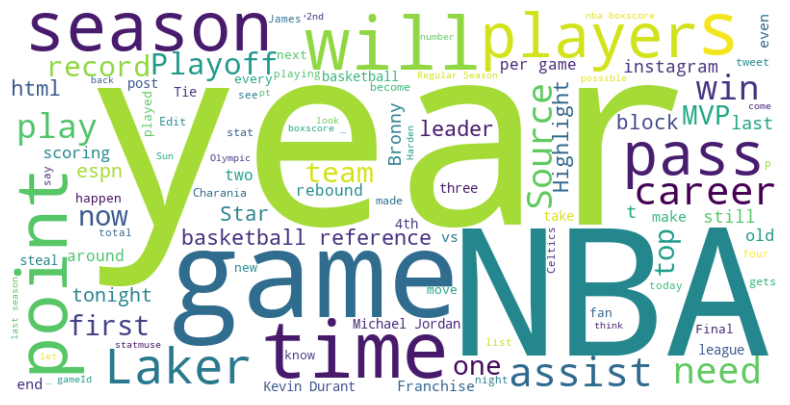 James'
2nd
nba boxscore
number
season
will
players
tweet
even
back
next
playing
Regular Season
possible
record
Playoff
every
basketball
per game
instagram
html
post
see
pt
become
win
played
Tie
year
Source
Highlight
come
play
Edit
stat
look
boxscore _
Bronny
Harden
leader
block
MVP
last
scoring
Sun
Olympic
three
pass
espn
two
team
p
say
happen
Charania
rebound
made
career
point
now
Star
take
t
make
still
total
4th
basketball reference
vs
Celtics
top
old
steal
around
game
new
NBA
four
gets
last season
tonight
move
fan
today
first
time
Michael Jordan
think
Final
statmuse
list
league
let
Laker
know
one
assist
need
end
_
gameId
Kevin Durant
Franchise
night